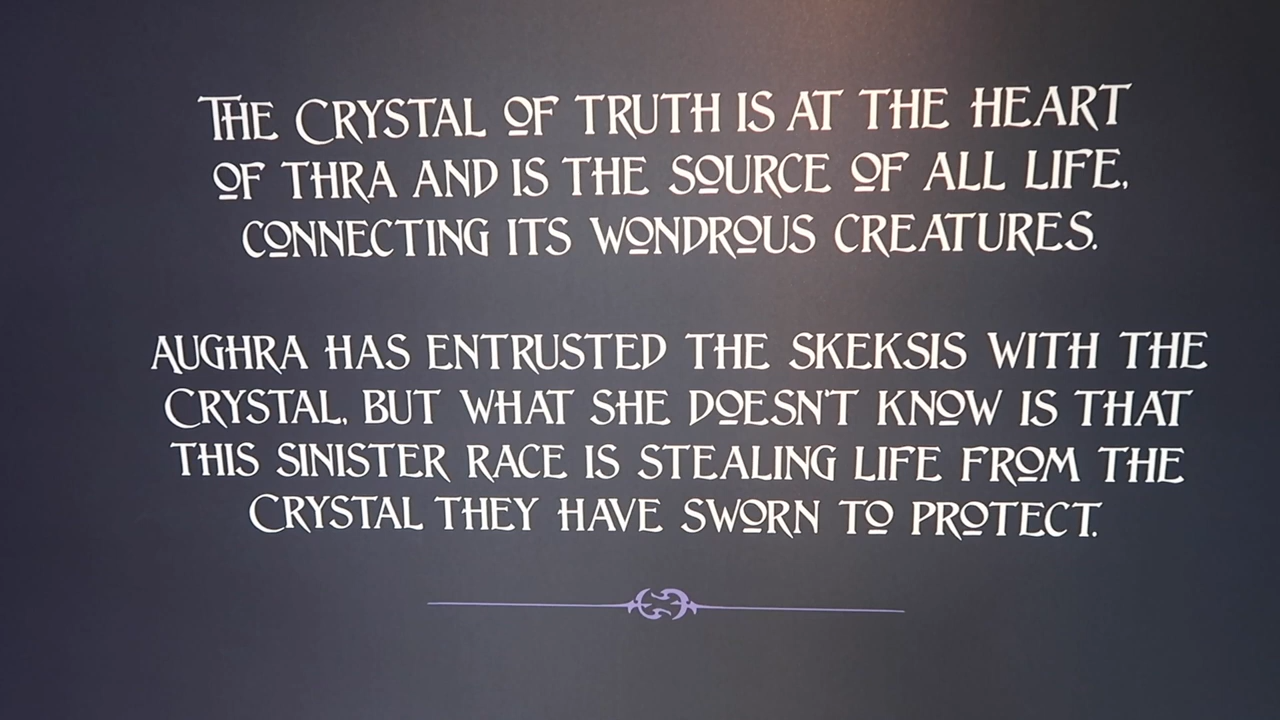 THE CRYSTAL OF TRUTH IS AT THE HEART
OF THRA AND IS THE SOURCE OF ALL LIFE,
CONNECTING ITS WONDROUS CREATURES.
AUGHRA HAS ENTRUSTED THE SKEKSIS WITH THE
CRYSTAL, BUT WHAT SHE DOESN'T KNOW IS THAT
THIS SINISTER RACE IS STEALING LIFE FROM THE
CRYSTAL THEY HAVE SWORN TO PROTECT.